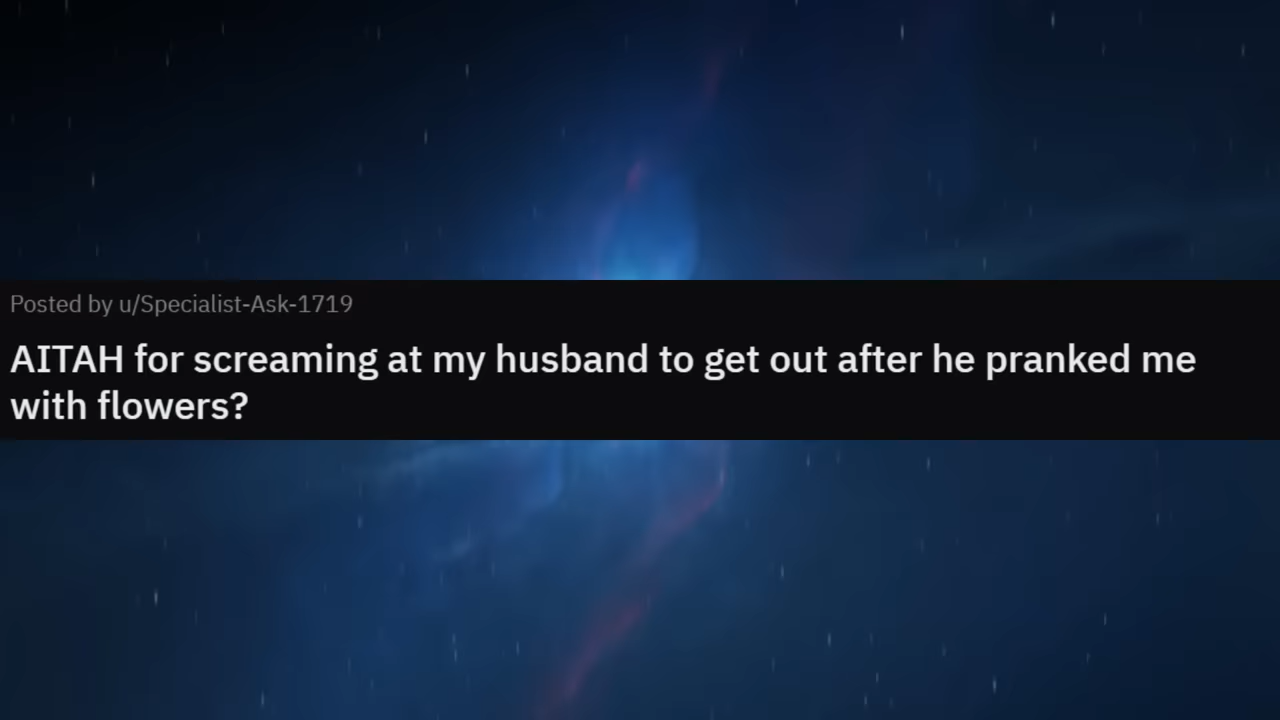 Posted by u/Specialist-Ask-1719
AITAH for screaming at my husband to get out after he pranked me
with flowers?